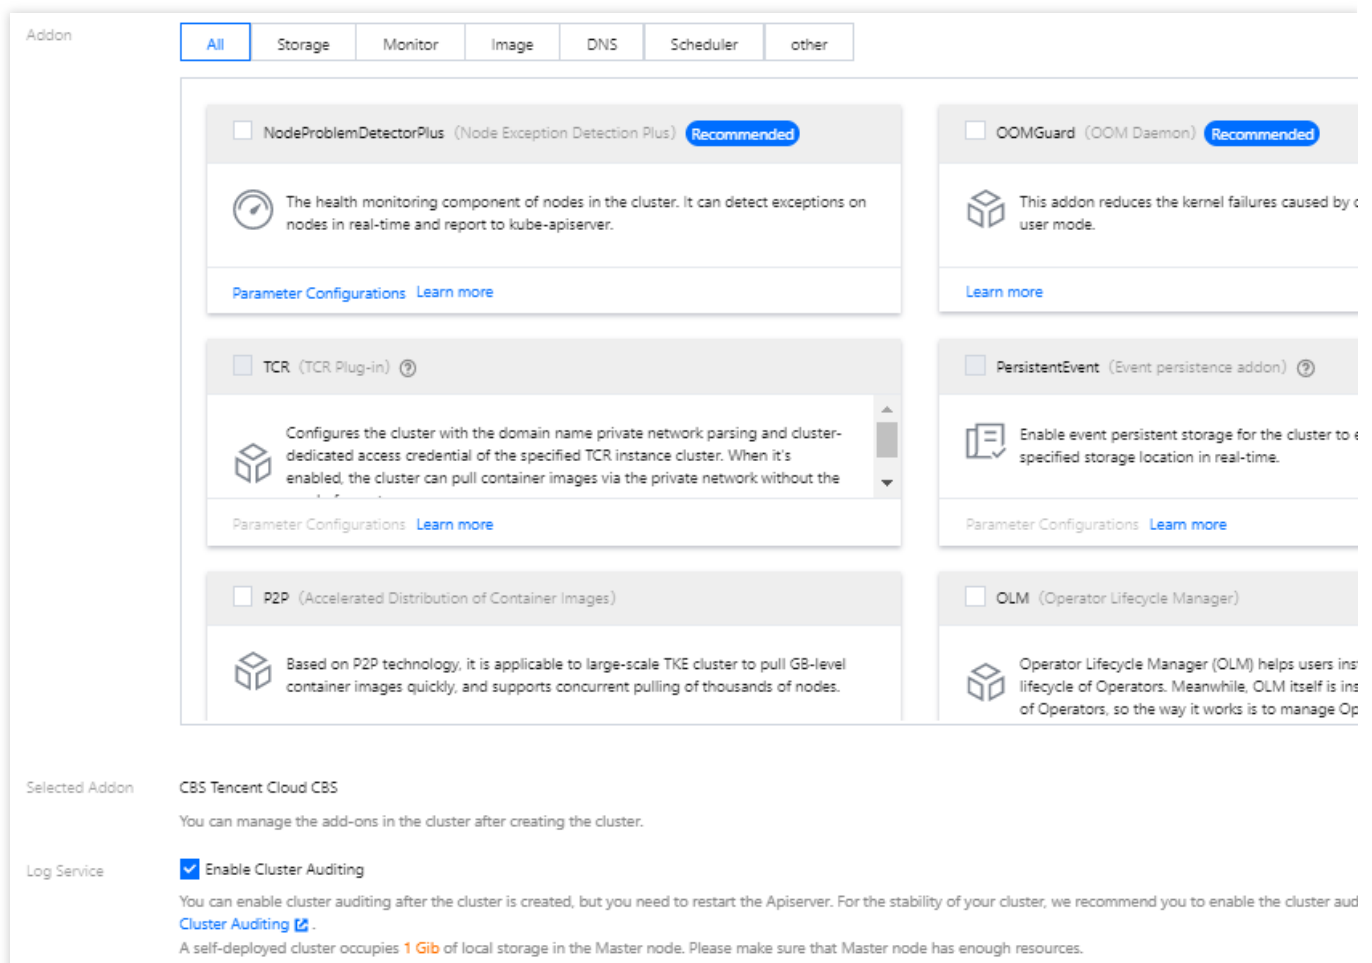 Addon
All Storage Monitor Image DNS Scheduler other
NodeProblemDetectorPlus (Node Exception Detection Plus) Recommended
The health monitoring component of nodes in the cluster. It can detect exceptions on
nodes in real-time and report to kube-apiserver.
Parameter Configurations Learn more
OOMGuard (OOM Daemon) Recommended
This addon reduces the kernel failures caused by
user mode.
Learn more
TCR (TCR Plug-in)
Configures the cluster with the domain name private network parsing and cluster-
dedicated access credential of the specified TCR instance cluster. When it's
enabled, the cluster can pull container images via the private network without the
Parameter Configurations Learn more
PersistentEvent (Event persistence addon)
Enable event persistent storage for the cluster to
specified storage location in real-time.
Parameter Configurations Learn more
P2P (Accelerated Distribution of Container Images)
Based on P2P technology, it is applicable to large-scale TKE cluster to pull GB-level
container images quickly, and supports concurrent pulling of thousands of nodes.
OLM (Operator Lifecycle Manager)
Operator Lifecycle Manager (OLM) helps users
lifecycle of Operators. Meanwhile, OLM itself is
of Operators, so the way it works is to manage
Selected Addon
CBS Tencent Cloud CBS
You can manage the add-ons in the cluster after creating the cluster.
Log Service
Enable Cluster Auditing
You can enable cluster auditing after the cluster is created, but you need to restart the Apiserver. For the stability of your cluster, we recommend you to enable the cluster
Cluster Auditing .
A self-deployed cluster occupies 1 Gib of local storage in the Master node. Please make sure that Master node has enough resources.